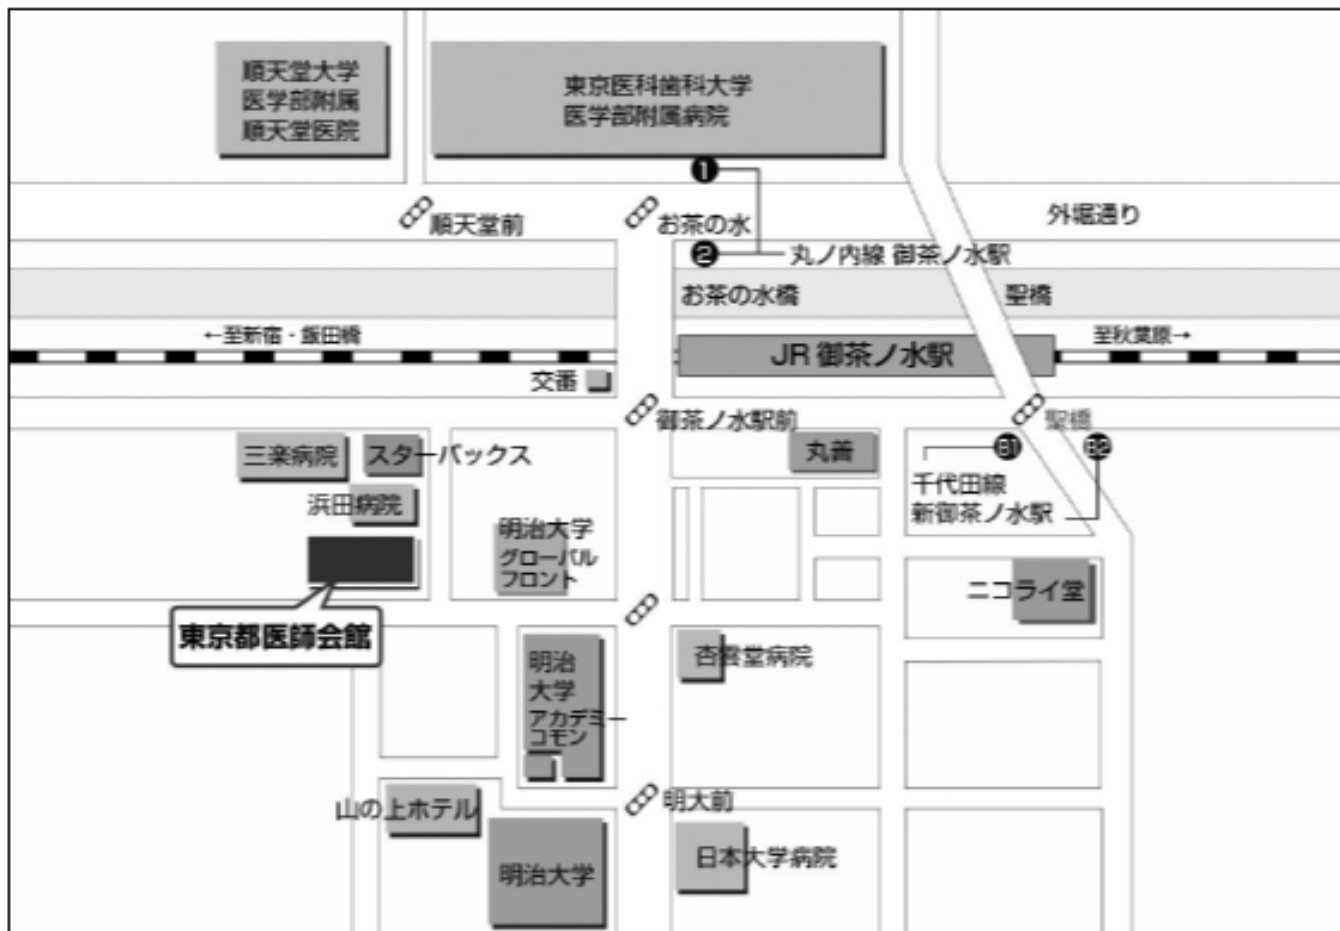 順天堂大学
医学部附属
順天堂医院
東京医科歯科大学
医学部附属病院
1
順天堂前
お茶の水
外堀通り
2
丸ノ内線 御茶ノ水駅
お茶の水橋
聖橋
←至新宿・飯田橋
JR 御茶ノ水駅
至秋葉原→
交番
御茶ノ水駅前
聖橋
三楽病院
スターバックス
丸善
B1
B2
浜田病院
千代田線
新御茶ノ水駅
明治大学
グローバル
フロント
ニコライ堂
東京都医師会館
明治
大学
アカデミー
コモン
杏雲堂病院
山の上ホテル
明大前
明治大学
日本大学病院